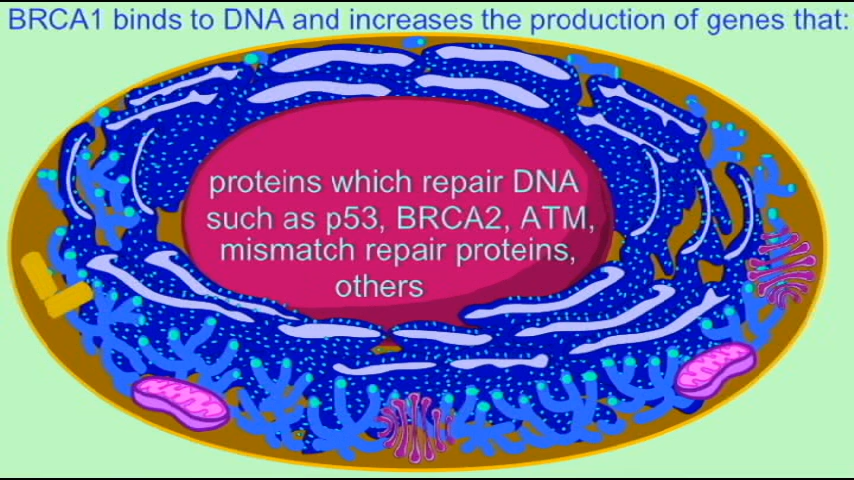 BRCA1 binds to DNA and increases the production of genes that:
proteins which repair DNA
such as p53, BRCA2, ATM,
mismatch repair proteins,
others